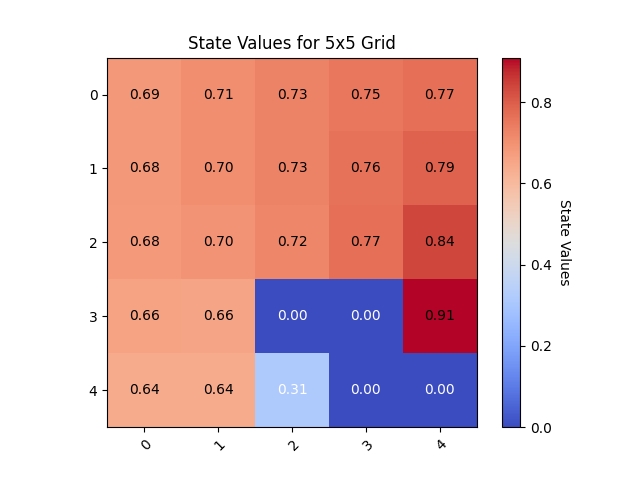 State Values for 5x5 Grid
0 0.69 0.71 0.73 0.75 0.77
1 0.68 0.70 0.73 0.76 0.79
2 0.68 0.70 0.72 0.77 0.84
3 0.66 0.66 0.00 0.00 0.91
4 0.64 0.64 0.31 0.00 0.00
0 1 2 3 4
0.8
0.6
0.4
0.2
0.0
State Values